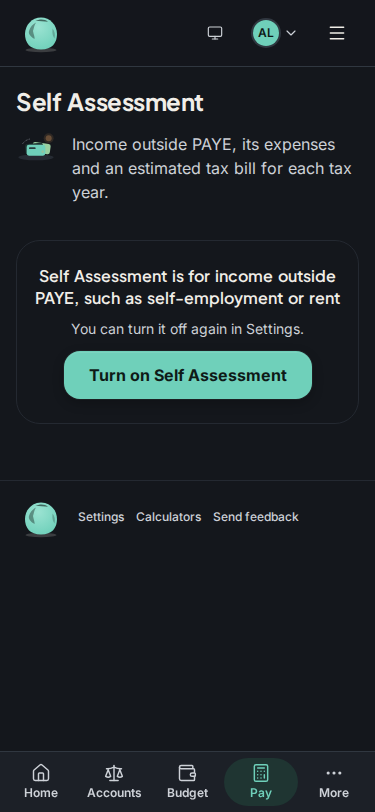 AL
Self Assessment
Income outside PAYE, its expenses
and an estimated tax bill for each tax
year.
Self Assessment is for income outside
PAYE, such as self-employment or rent
You can turn it off again in Settings.
Turn on Self Assessment
Settings Calculators Send feedback
Home Accounts Budget Pay More